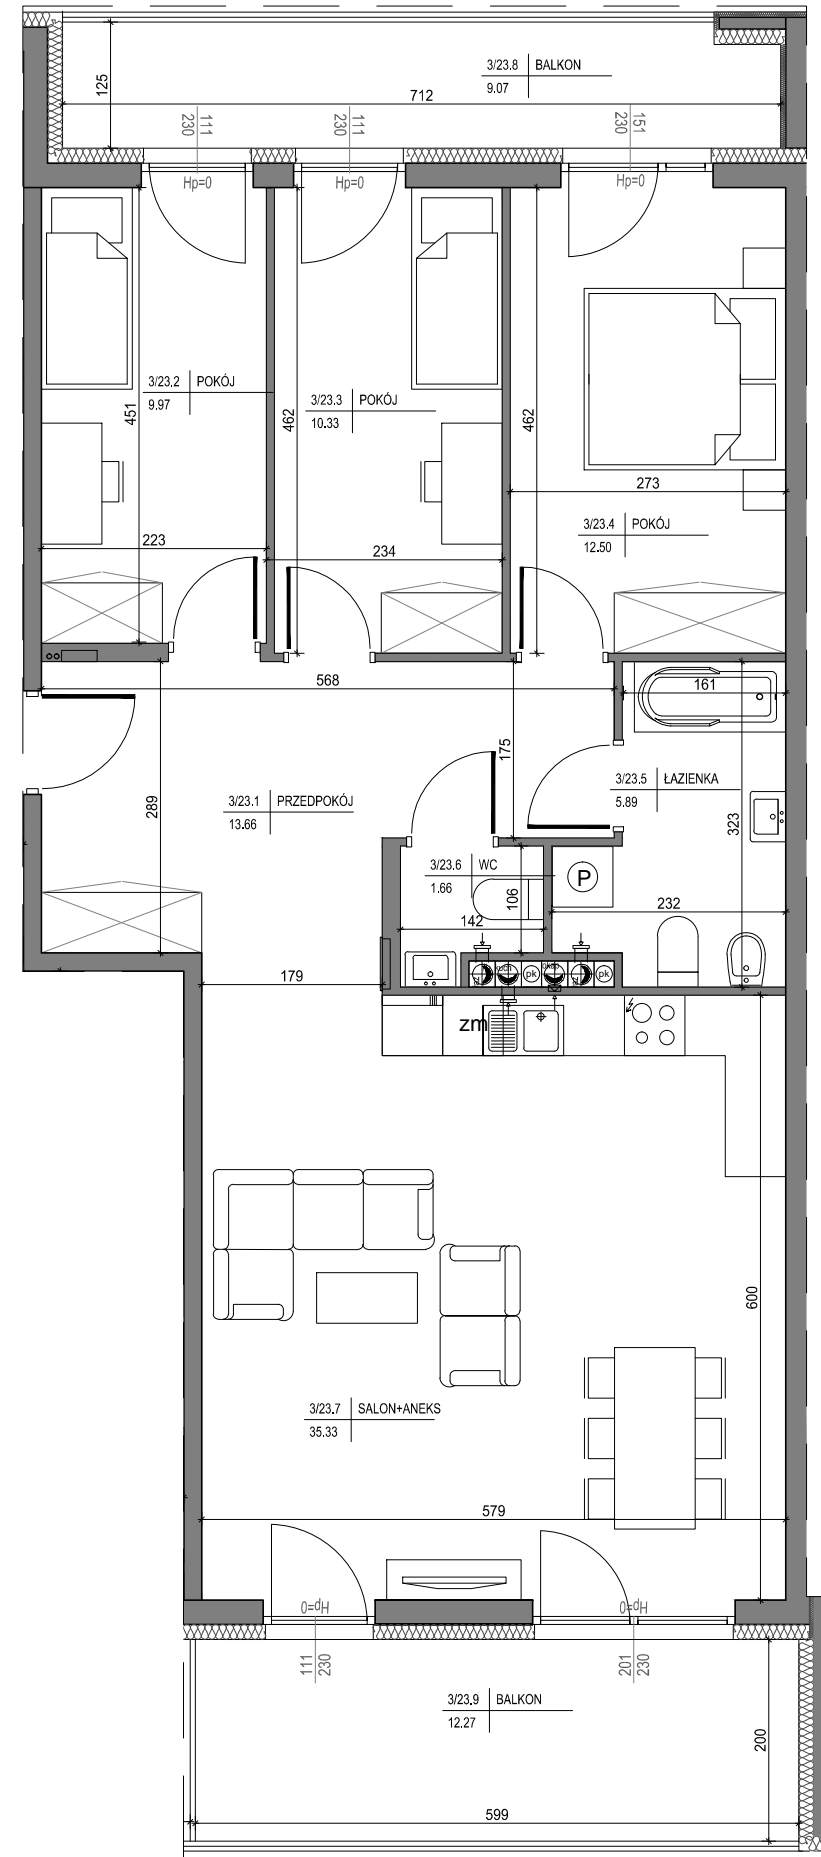 3/23.8 BALKON
9.07
125
712
111
230
111
230
151
230
Hp=0
Hp=0
Hp=0
3/23.2 POKÓJ
9.97
451
3/23.3 POKÓJ
10.33
462
462
273
3/23.4 POKÓJ
12.50
223
234
568
161
175
289
3/23.1 PRZEDPOKÓJ
13.66
3/23.5 ŁAZIENKA
5.89
323
3/23.6 WC
1.66
P
106
142
232
pk
pk
179
zm
600
3/23.7 SALON+ANEKS
35.33
579
Hp=0
Hp=0
111
230
201
230
3/23.9 BALKON
12.27
200
599